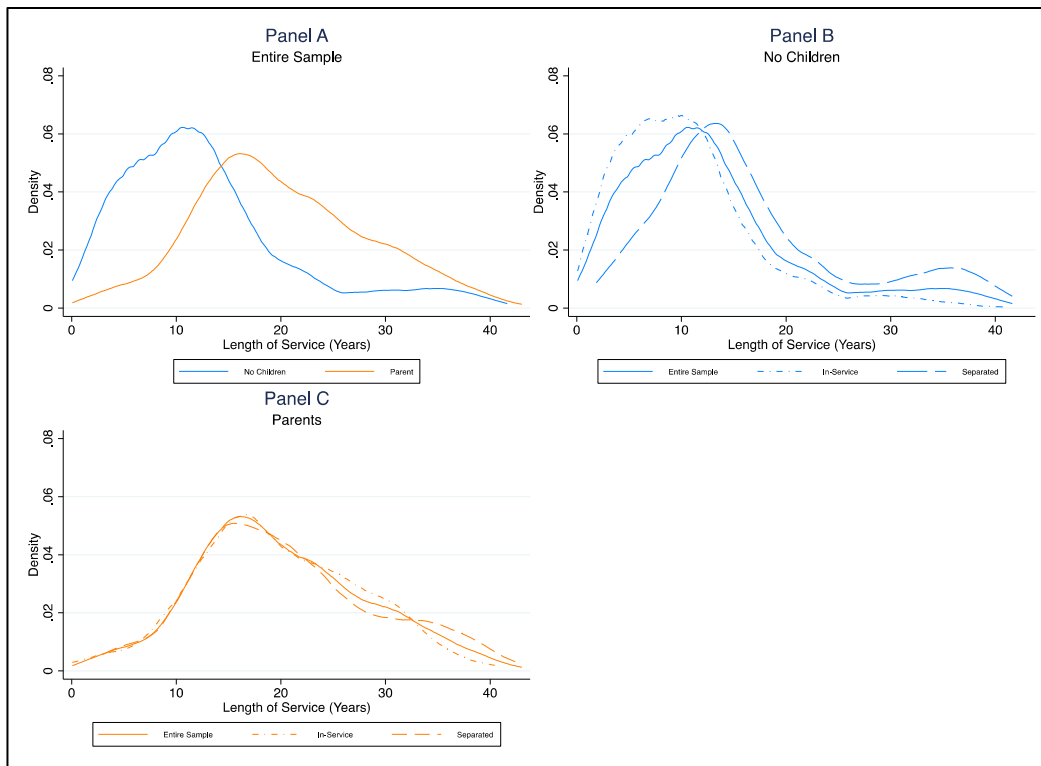 Panel A
Entire Sample
.08
.06
.04
.02
0
Density
0 10 20 30 40
Length of Service (Years)
No Children Parent
Panel B
No Children
.08
.06
.04
.02
0
Density
0 10 20 30 40
Length of Service (Years)
Entire Sample In-Service Separated
Panel C
Parents
.08
.06
.04
.02
0
Density
0 10 20 30 40
Length of Service (Years)
Entire Sample In-Service Separated